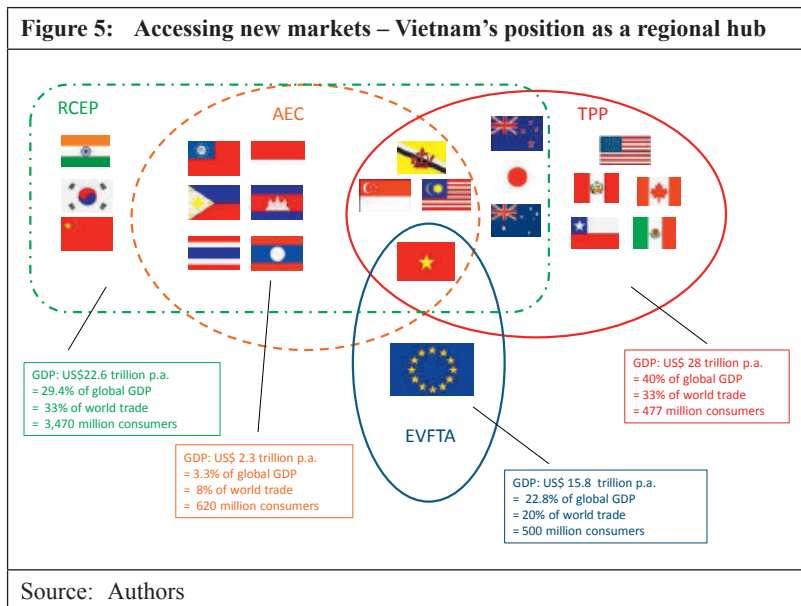 Figure 5: Accessing new markets – Vietnam's position as a regional hub
RCEP
AEC
TPP
EVFTA
GDP: US$22.6 trillion p.a.
= 29.4% of global GDP
= 33% of world trade
= 3,470 million consumers
GDP: US$ 2.3 trillion p.a.
= 3.3% of global GDP
= 8% of world trade
= 620 million consumers
GDP: US$ 15.8 trillion p.a.
= 22.8% of global GDP
= 20% of world trade
= 500 million consumers
GDP: US$ 28 trillion p.a.
= 40% of global GDP
= 33% of world trade
= 477 million consumers
Source: Authors